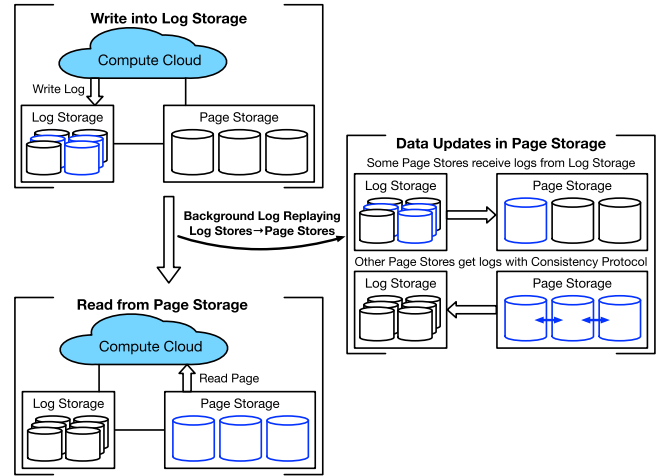 Write into Log Storage
Compute Cloud
Write Log
Log Storage
Page Storage
Background Log Replaying
Log Stores→Page Stores
Data Updates in Page Storage
Some Page Stores receive logs from Log Storage
Log Storage
Page Storage
Other Page Stores get logs with Consistency Protocol
Log Storage
Page Storage
Read from Page Storage
Compute Cloud
Read Page
Log Storage
Page Storage